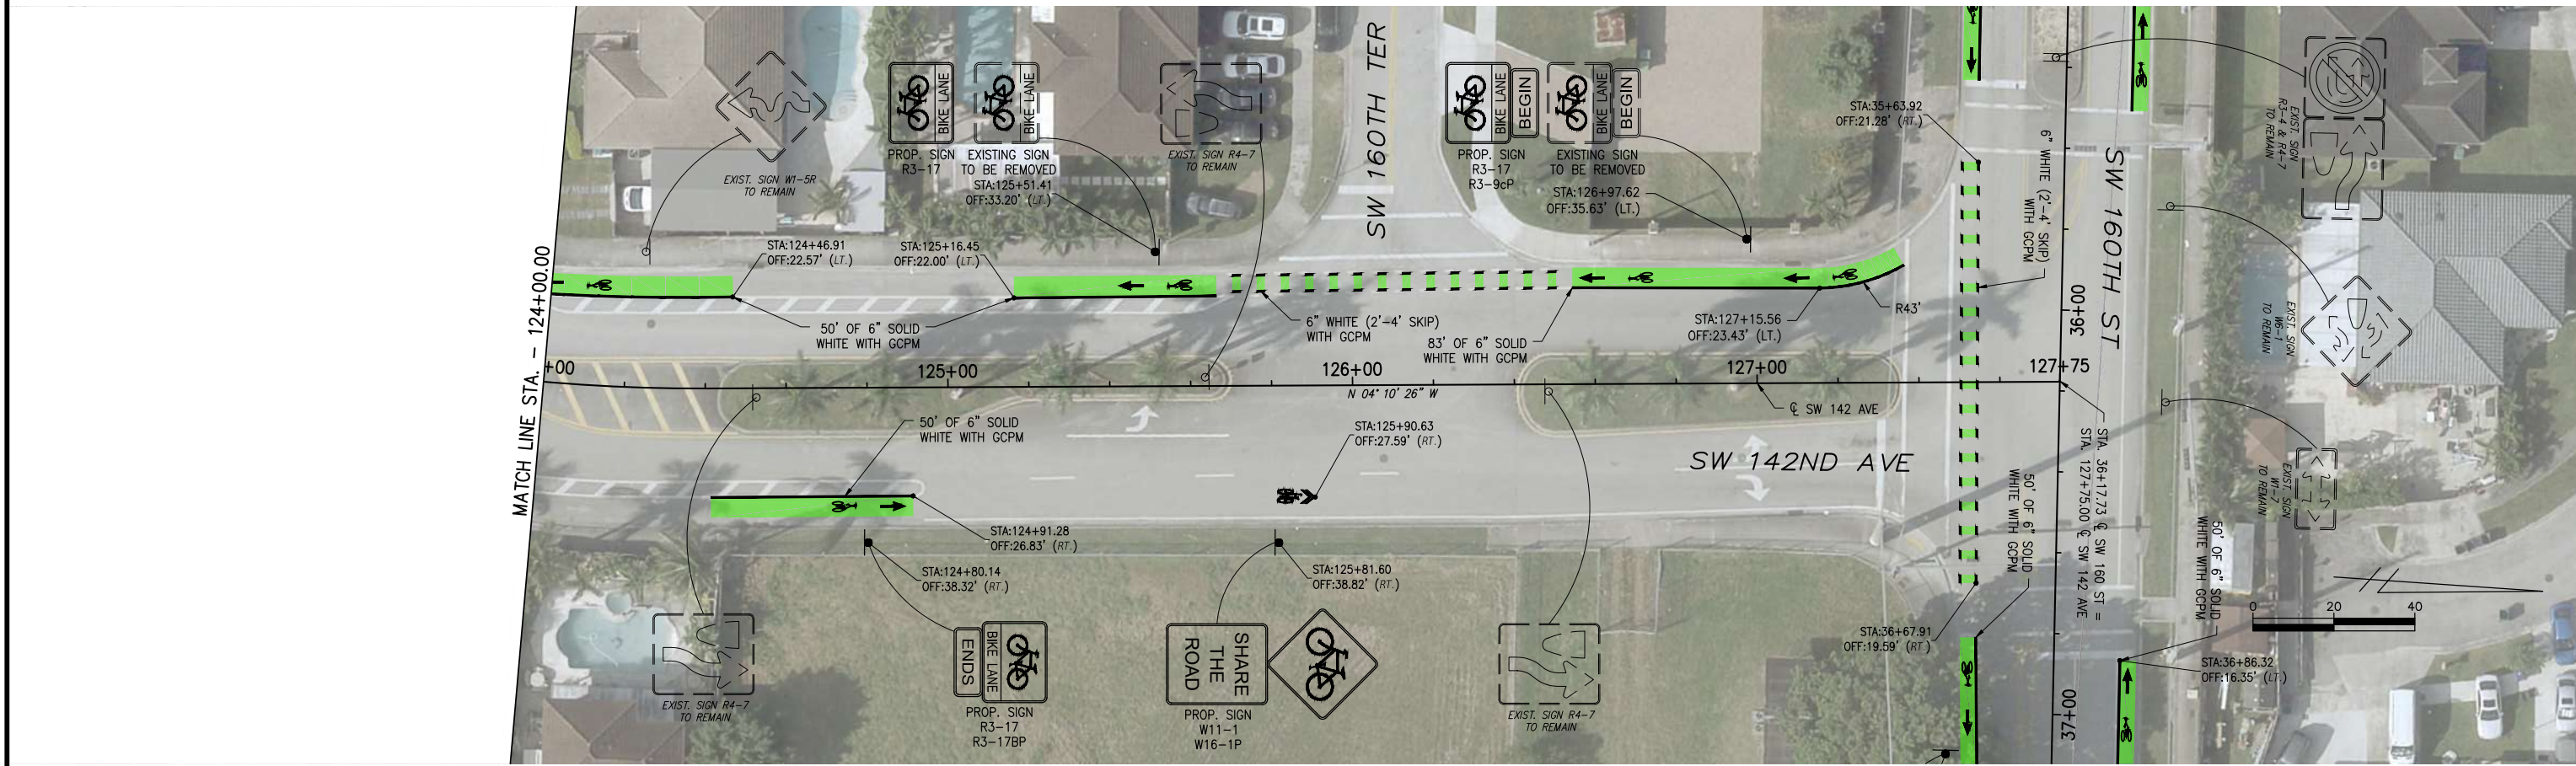 MATCH LINE STA. - 124+00.00
EXIST. SIGN W1-5R
TO REMAIN
BIKE LANE
PROP. SIGN
R3-17
BIKE LANE
EXISTING SIGN
TO BE REMOVED
STA:125+51.41
OFF:33.20' (LT.)
EXIST. SIGN R4-7
TO REMAIN
SW 160TH TER
BIKE LANE
BEGIN
PROP. SIGN
R3-17
R3-9cP
BIKE LANE
BEGIN
EXISTING SIGN
TO BE REMOVED
STA:126+97.62
OFF:35.63' (LT.)
STA:35+63.92
OFF:21.28' (RT.)
6" WHITE (2'-4' SKIP)
WITH GCPM
SW 160TH ST
EXIST. SIGN
R3-4 & R4-7
TO REMAIN
STA:124+46.91
OFF:22.57' (LT.)
STA:125+16.45
OFF:22.00' (LT.)
50' OF 6" SOLID
WHITE WITH GCPM
6" WHITE (2'-4' SKIP)
WITH GCPM
83' OF 6" SOLID
WHITE WITH GCPM
STA:127+15.56
OFF:23.43' (LT.)
R43'
36+00
EXIST. SIGN
W6-1
TO REMAIN
+00
125+00
126+00
127+00
127+75
N 04° 10' 26" W
℄ SW 142 AVE
50' OF 6" SOLID
WHITE WITH GCPM
STA:125+90.63
OFF:27.59' (RT.)
SW 142ND AVE
50' OF 6" SOLID
WHITE WITH GCPM
STA. 36+17.73 ℄ SW 160 ST =
STA. 127+75.00 ℄ SW 142 AVE
EXIST. SIGN
W1-7
TO REMAIN
50' OF 6" SOLID
WHITE WITH GCPM
STA:124+91.28
OFF:26.83' (RT.)
STA:124+80.14
OFF:38.32' (RT.)
STA:125+81.60
OFF:38.82' (RT.)
0 20 40
EXIST. SIGN R4-7
TO REMAIN
BIKE LANE
ENDS
PROP. SIGN
R3-17
R3-17BP
SHARE
THE
ROAD
PROP. SIGN
W11-1
W16-1P
EXIST. SIGN R4-7
TO REMAIN
STA:36+67.91
OFF:19.59' (RT.)
STA:36+86.32
OFF:16.35' (LT.)
37+00